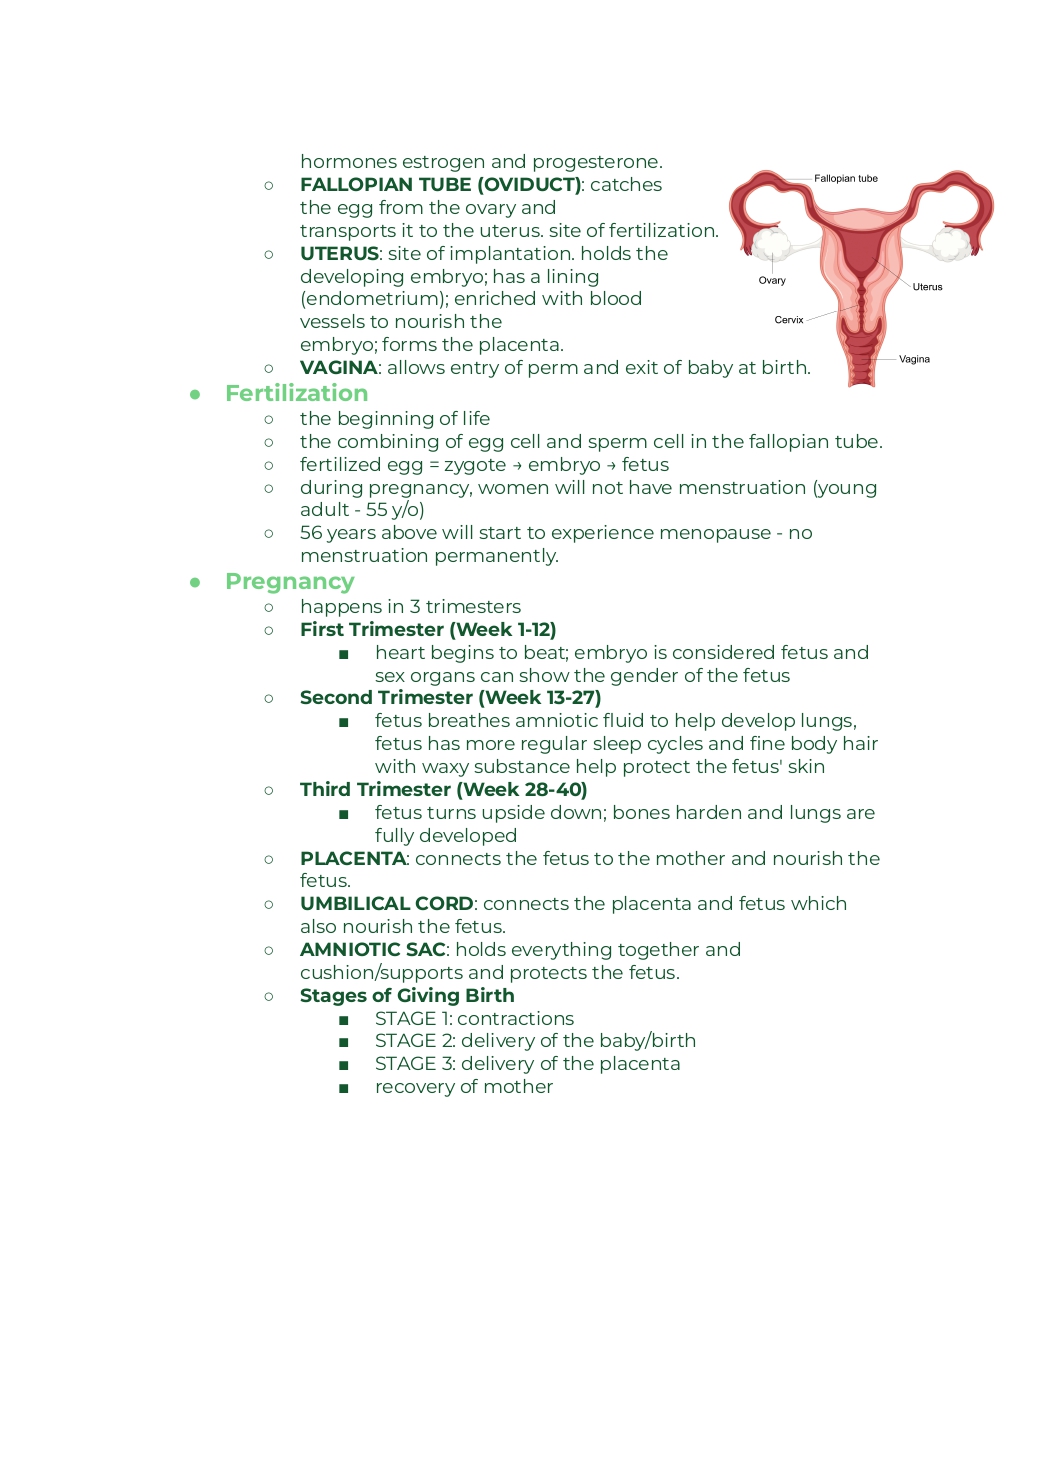 hormones estrogen and progesterone.
○ FALLOPIAN TUBE (OVIDUCT): catches
the egg from the ovary and
transports it to the uterus. site of fertilization.
○ UTERUS: site of implantation. holds the
developing embryo; has a lining
(endometrium); enriched with blood
vessels to nourish the
embryo; forms the placenta.
○ VAGINA: allows entry of perm and exit of baby at birth.
Fallopian tube
Ovary
Uterus
Cervix
Vagina
● Fertilization
○ the beginning of life
○ the combining of egg cell and sperm cell in the fallopian tube.
○ fertilized egg = zygote → embryo → fetus
○ during pregnancy, women will not have menstruation (young
adult - 55 y/o)
○ 56 years above will start to experience menopause - no
menstruation permanently.
● Pregnancy
○ happens in 3 trimesters
○ First Trimester (Week 1-12)
■ heart begins to beat; embryo is considered fetus and
sex organs can show the gender of the fetus
○ Second Trimester (Week 13-27)
■ fetus breathes amniotic fluid to help develop lungs,
fetus has more regular sleep cycles and fine body hair
with waxy substance help protect the fetus' skin
○ Third Trimester (Week 28-40)
■ fetus turns upside down; bones harden and lungs are
fully developed
○ PLACENTA: connects the fetus to the mother and nourish the
fetus.
○ UMBILICAL CORD: connects the placenta and fetus which
also nourish the fetus.
○ AMNIOTIC SAC: holds everything together and
cushion/supports and protects the fetus.
○ Stages of Giving Birth
■ STAGE 1: contractions
■ STAGE 2: delivery of the baby/birth
■ STAGE 3: delivery of the placenta
■ recovery of mother